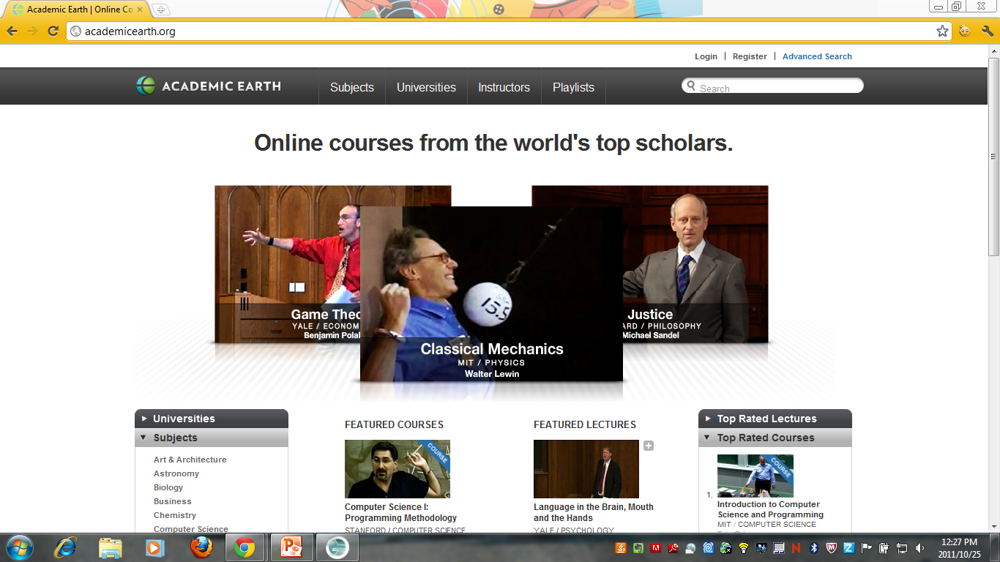 Academic Earth | Online Co
academicearth.org
Login | Register | Advanced Search
ACADEMIC EARTH
Subjects
Universities
Instructors
Playlists
Search
Online courses from the world's top scholars.
Game Theo
YALE / ECONOM
Benjamin Pola
15.5
Classical Mechanics
MIT / PHYSICS
Walter Lewin
Justice
ARD / PHILOSOPHY
Michael Sandel
Universities
Subjects
Art & Architecture
Astronomy
Biology
Business
Chemistry
Computer Science
FEATURED COURSES
COURSE
Computer Science I:
Programming Methodology
STANFORD / COMPUTER SCIENCE
FEATURED LECTURES
Language in the Brain, Mouth
and the Hands
YALE / PSYCHOLOGY
Top Rated Lectures
Top Rated Courses
COURSE
1.
Introduction to Computer
Science and Programming
MIT / COMPUTER SCIENCE
12:27 PM
2011/10/25